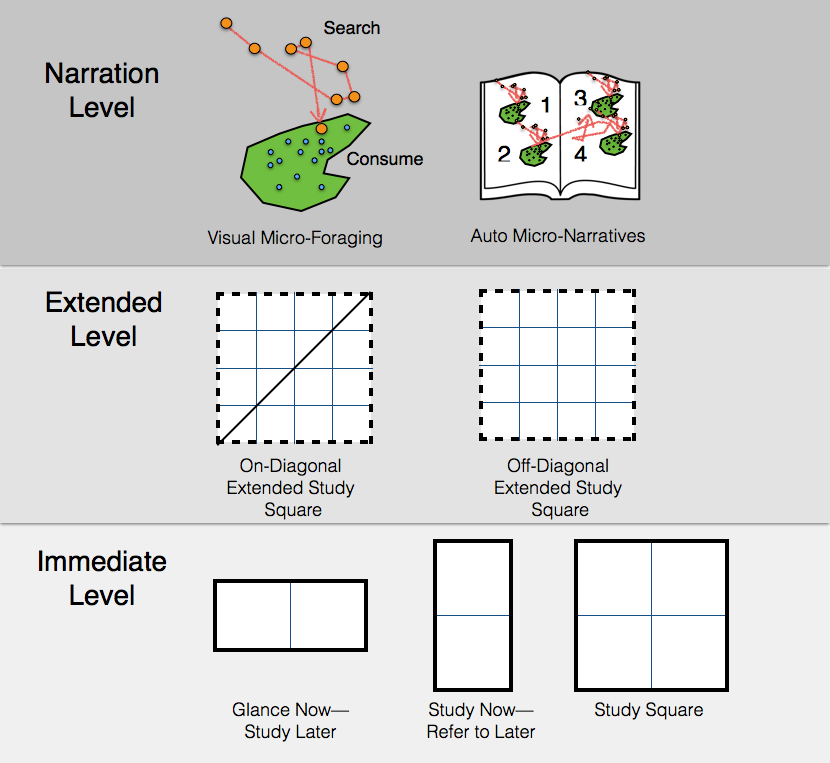 Narration
Level
Search
Consume
Visual Micro-Foraging
1
2
3
4
Auto Micro-Narratives
Extended
Level
On-Diagonal
Extended Study
Square
Off-Diagonal
Extended Study
Square
Immediate
Level
Glance Now—
Study Later
Study Now—
Refer to Later
Study Square